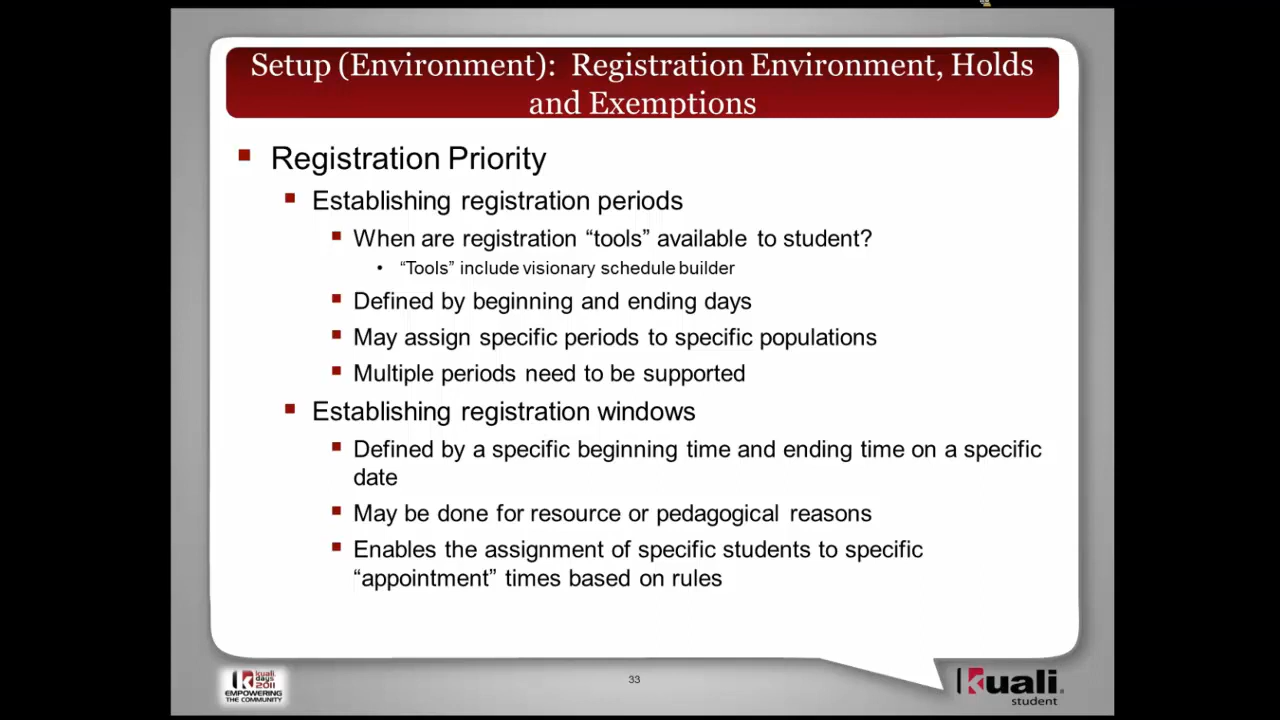 Setup (Environment): Registration Environment, Holds
and Exemptions
Registration Priority
Establishing registration periods
When are registration “tools” available to student?
“Tools” include visionary schedule builder
Defined by beginning and ending days
May assign specific periods to specific populations
Multiple periods need to be supported
Establishing registration windows
Defined by a specific beginning time and ending time on a specific
date
May be done for resource or pedagogical reasons
Enables the assignment of specific students to specific
“appointment” times based on rules
kuali
days
2011
EMPOWERING
THE COMMUNITY
33
Kuali
student